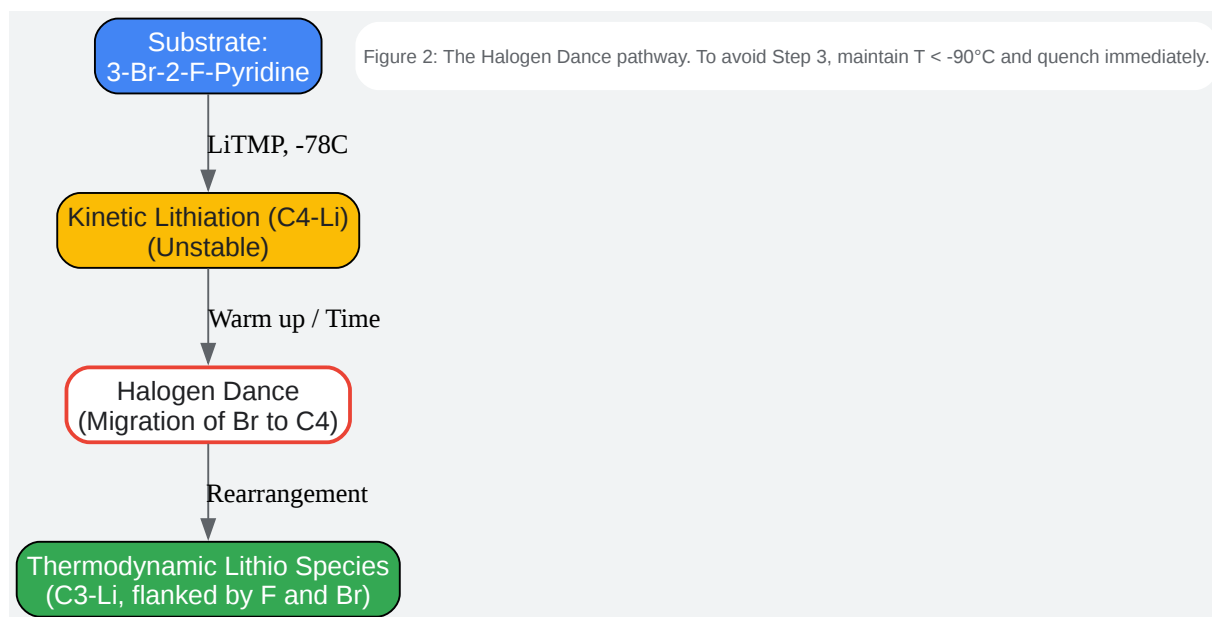 Substrate:
3-Br-2-F-Pyridine
Figure 2: The Halogen Dance pathway. To avoid Step 3, maintain T < -90°C and quench immediately.
LiTMP, -78C
Kinetic Lithiation (C4-Li)
(Unstable)
Warm up / Time
Halogen Dance
(Migration of Br to C4)
Rearrangement
Thermodynamic Lithio Species
(C3-Li, flanked by F and Br)